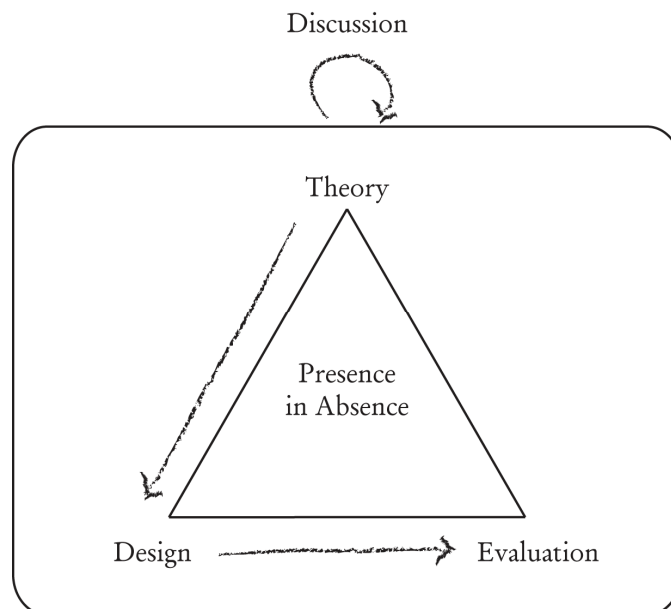 Discussion
Theory
Presence
in Absence
Design
Evaluation